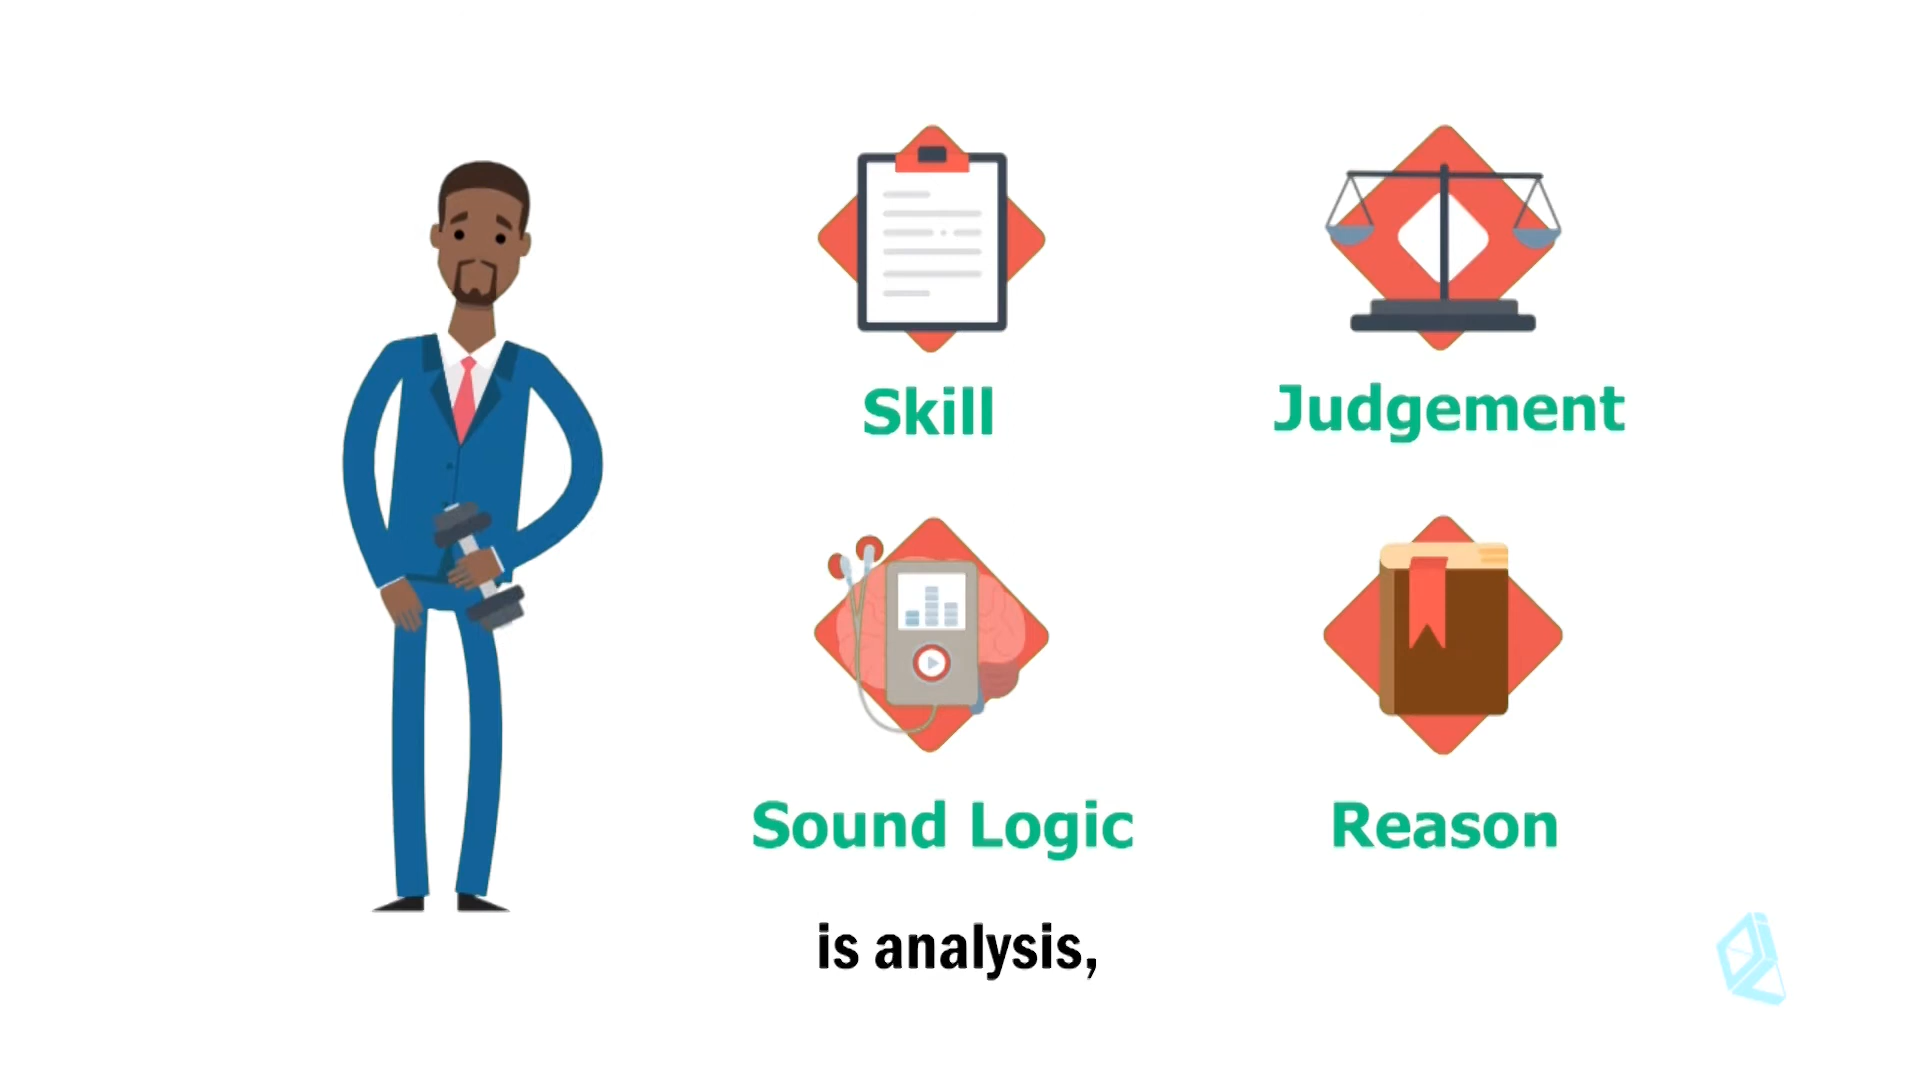 Skill
Judgement
Sound Logic
Reason
is analysis,